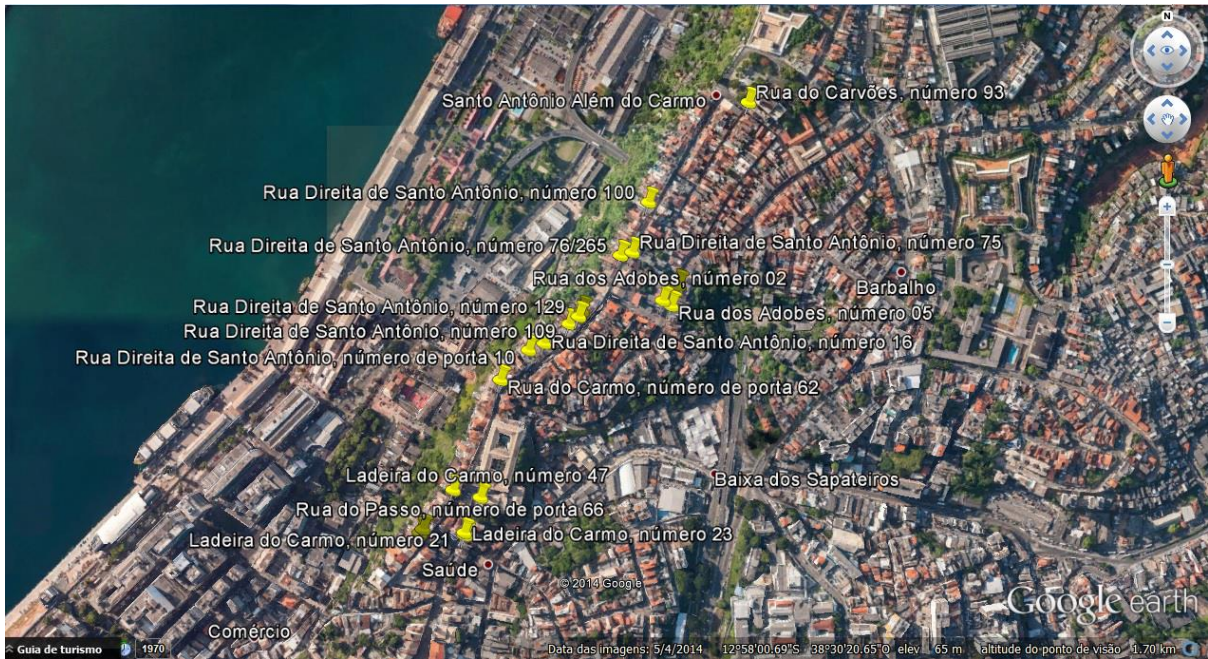 N
Santo Antônio Além do Carmo
Rua do Carvões, número 93
Rua Direita de Santo Antônio, número 100
Rua Direita de Santo Antônio, número 76/265
Rua Direita de Santo Antônio, número 75
Rua dos Adobes, número 02
Barbalho
Rua Direita de Santo Antônio, número 129
Rua dos Adobes, número 05
Rua Direita de Santo Antônio, número 109
Rua Direita de Santo Antônio, número 16
Rua Direita de Santo Antônio, número de porta 10
Rua do Carmo, número de porta 62
Ladeira do Carmo, número 47
Baixa dos Sapateiros
Rua do Passo, número de porta 66
Ladeira do Carmo, número 21
Ladeira do Carmo, número 23
Saúde
© 2014 Google
Google earth
Comércio
Guia de turismo
1970
Data das imagens: 5/4/2014 12°58'00.69"S 38°30'20.65"O elev 65 m altitude do ponto de visão 1.70 km